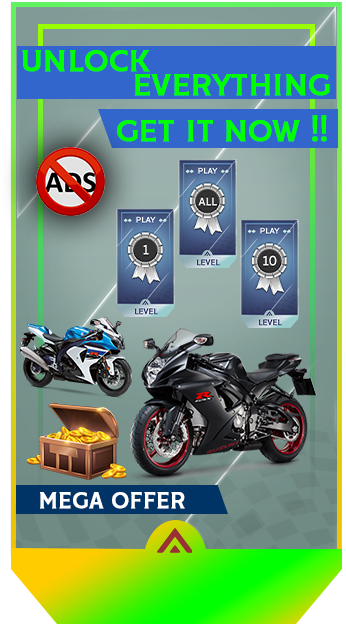 UNLOCK
EVERYTHING
GET IT NOW !!
ADS
PLAY
ALL
LEVEL
PLAY
1
LEVEL
PLAY
10
LEVEL
R
MEGA OFFER